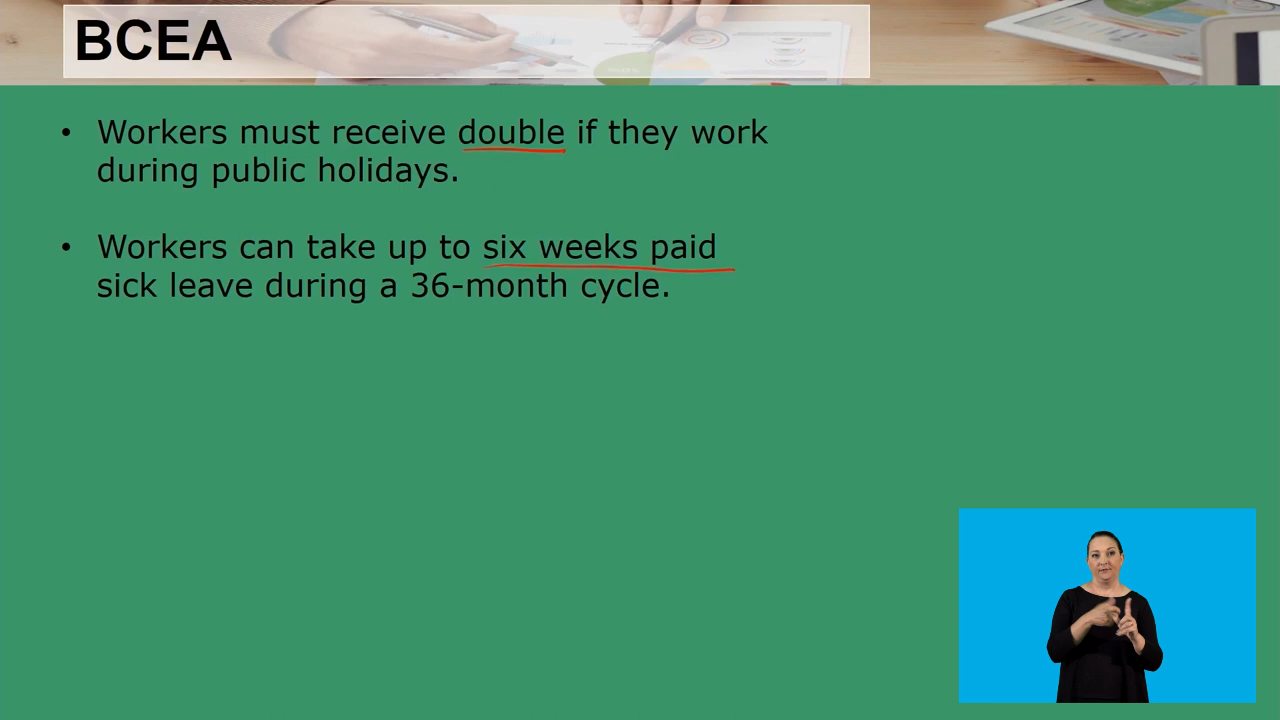 BCEA
• Workers must receive double if they work
during public holidays.
• Workers can take up to six weeks paid
sick leave during a 36-month cycle.